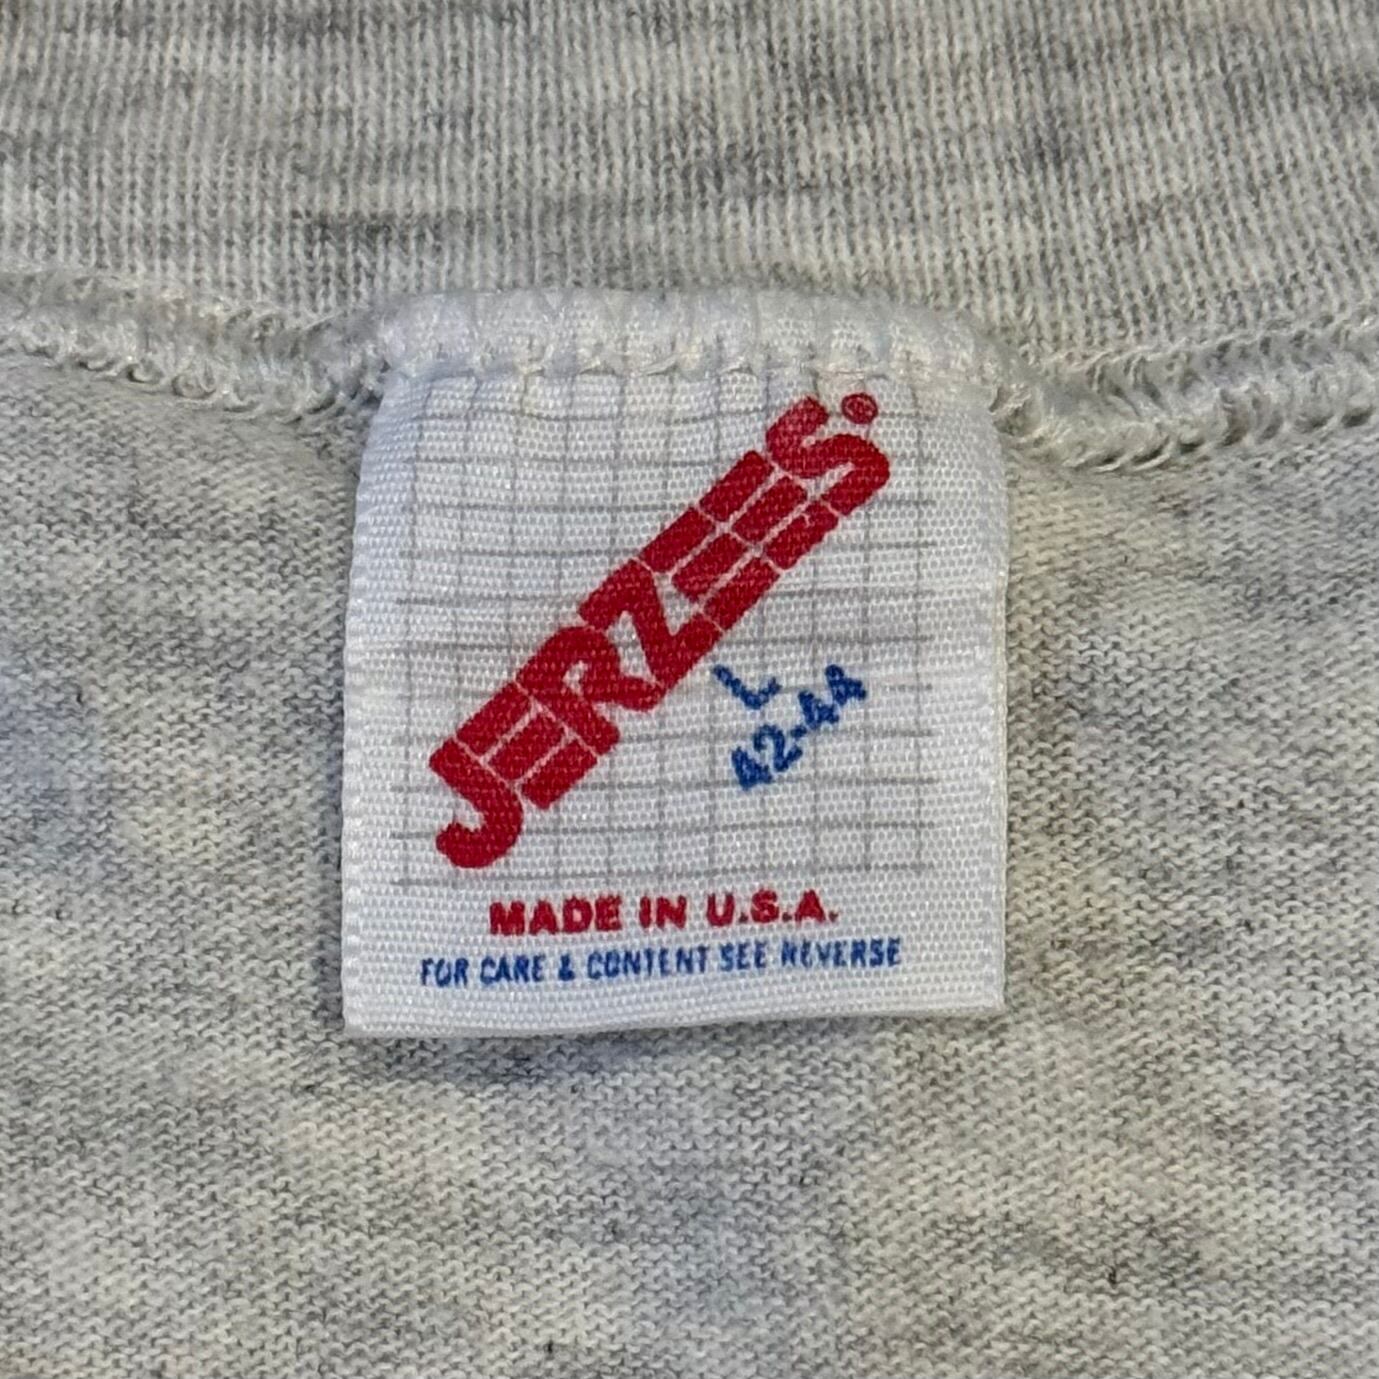 JERZEES®
L
42-44
MADE IN U.S.A.
FOR CARE & CONTENT SEE REVERSE